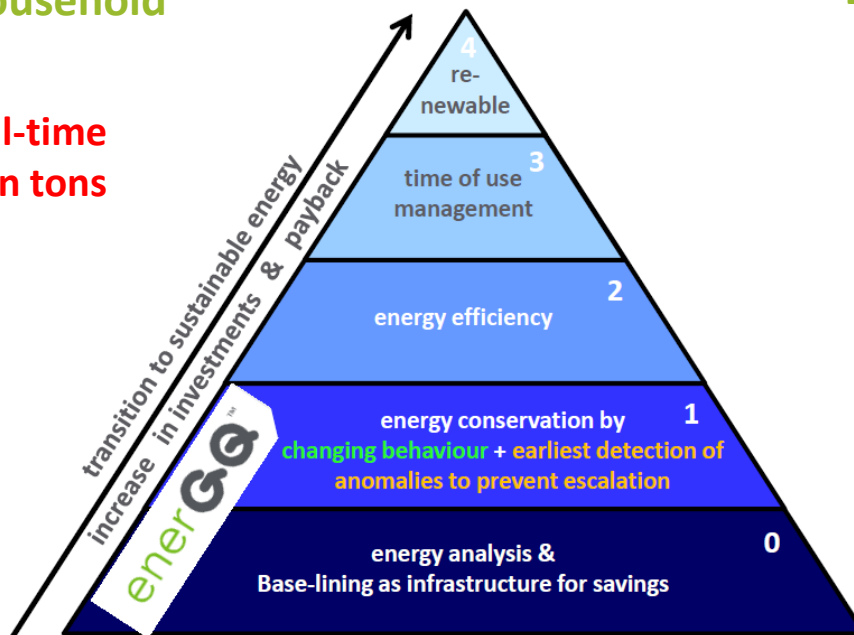 ousehold
l-time
n tons
transition to sustainable energy
increase in investments & payback
4
re-
newable
3
time of use
management
2
energy efficiency
1
energy conservation by
changing behaviour + earliest detection of
anomalies to prevent escalation
enerGQ™
0
energy analysis &
Base-lining as infrastructure for savings